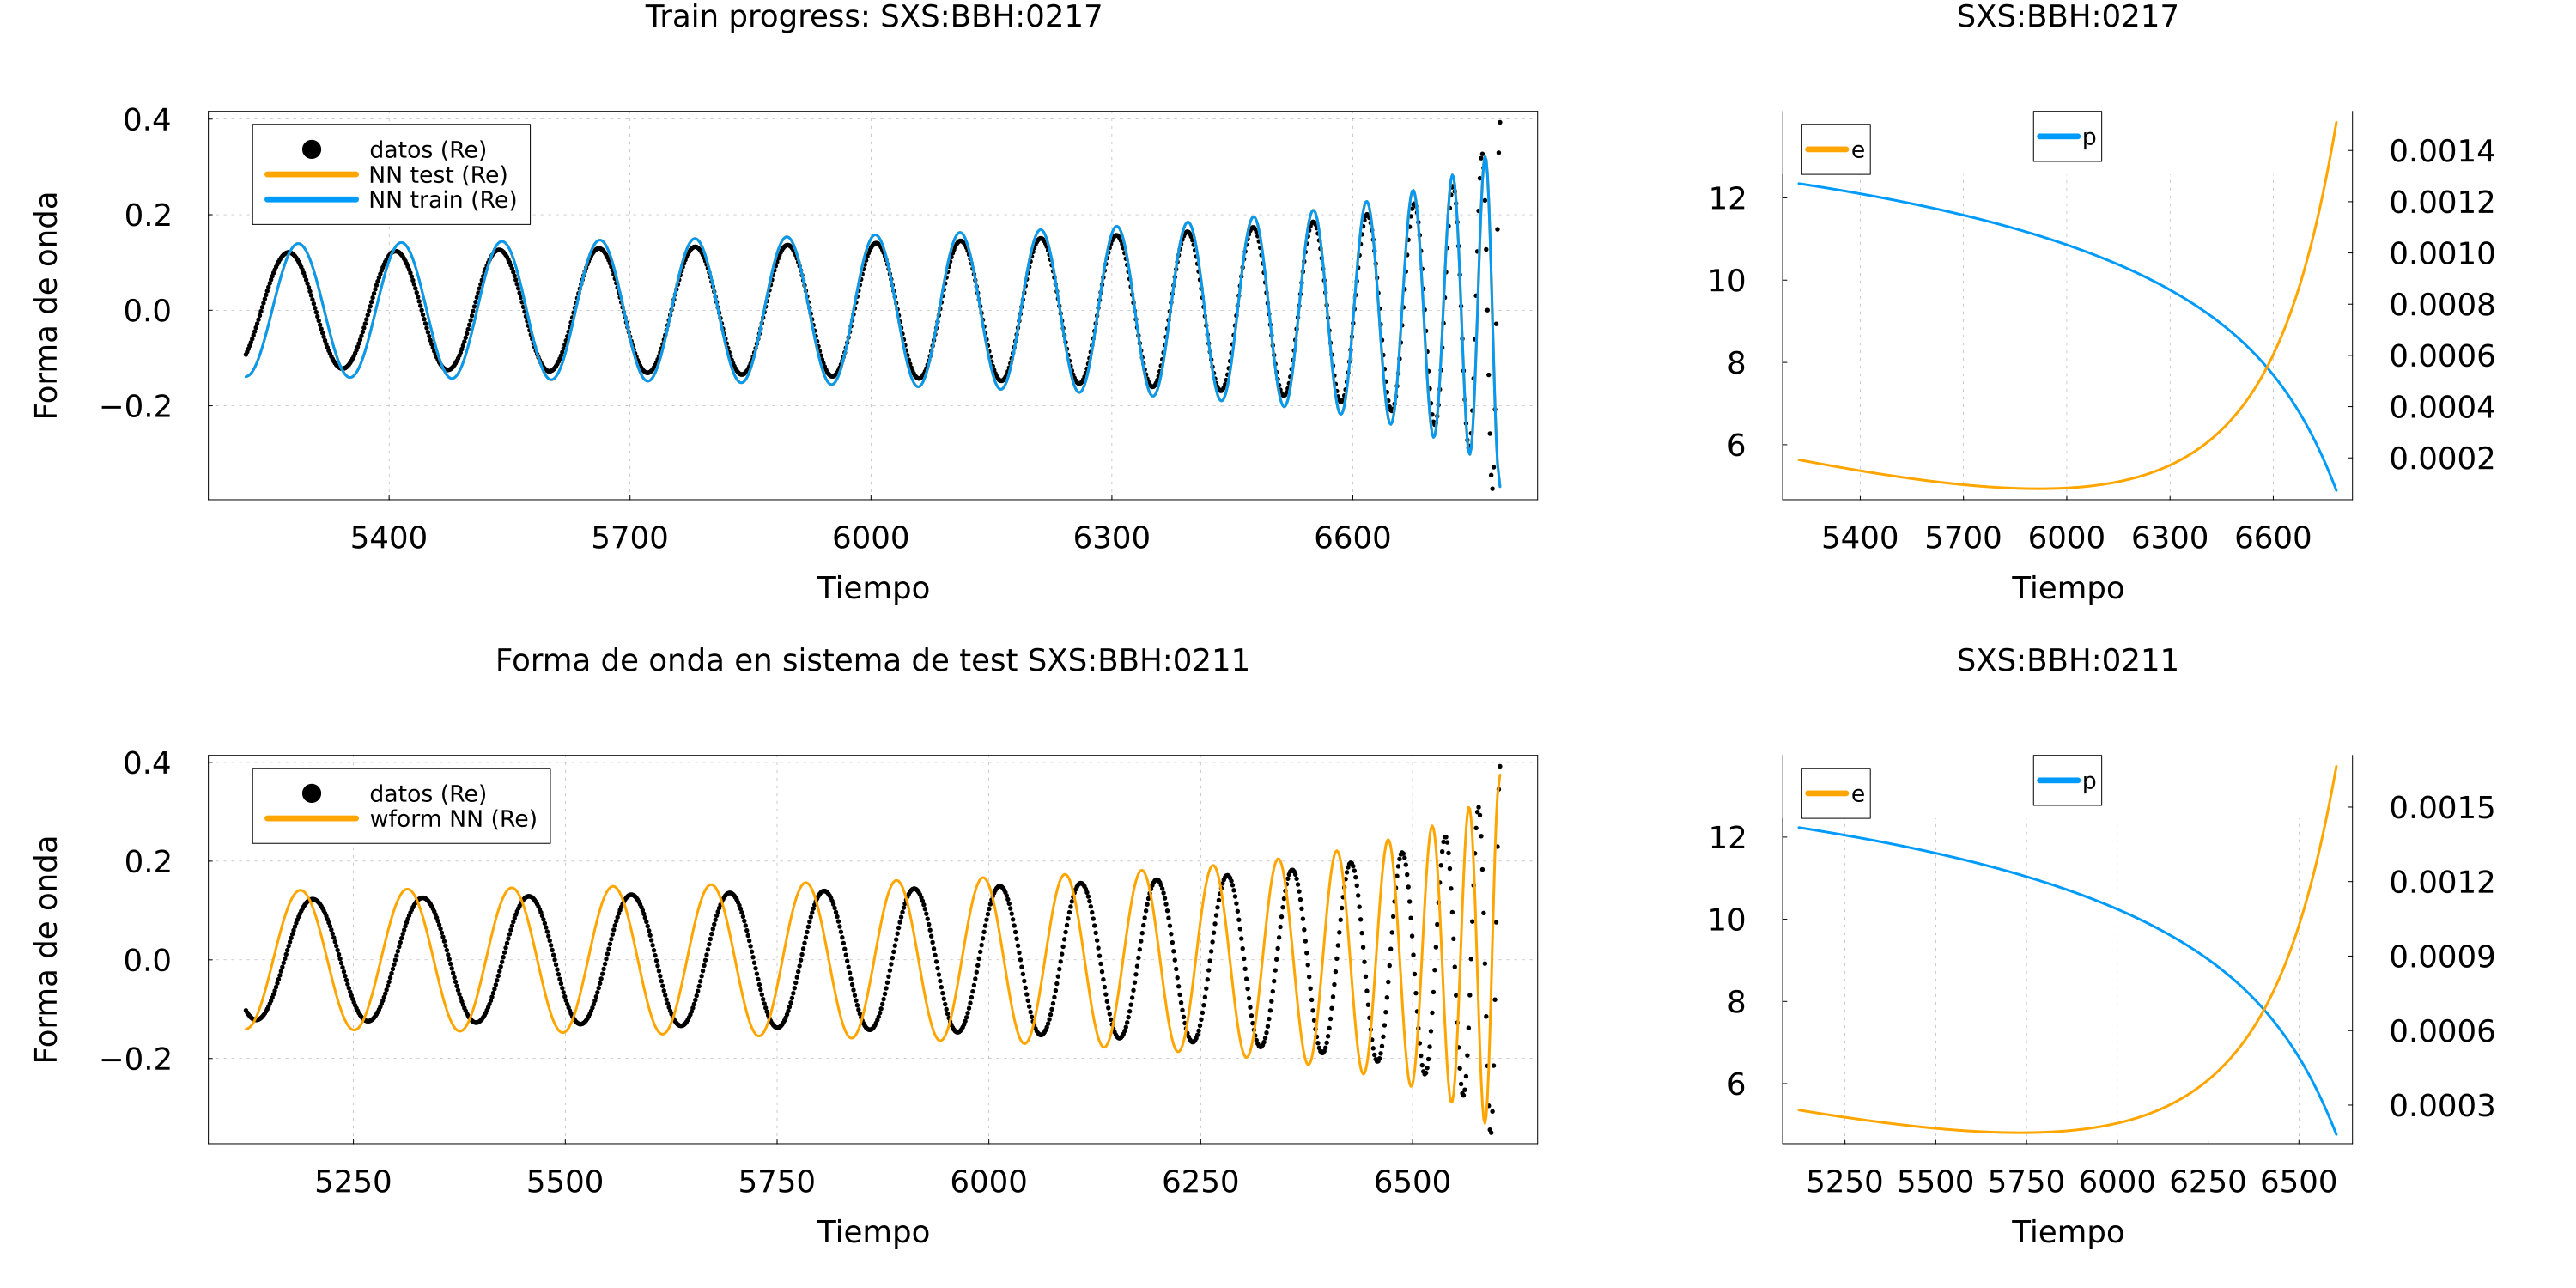 Train progress: SXS:BBH:0217
datos (Re)
NN test (Re)
NN train (Re)
0.4
0.2
0.0
−0.2
Forma de onda
5400 5700 6000 6300 6600
Tiempo
SXS:BBH:0217
e
p
12
10
8
6
0.0014
0.0012
0.0010
0.0008
0.0006
0.0004
0.0002
5400 5700 6000 6300 6600
Tiempo
Forma de onda en sistema de test SXS:BBH:0211
datos (Re)
wform NN (Re)
0.4
0.2
0.0
−0.2
Forma de onda
5250 5500 5750 6000 6250 6500
Tiempo
SXS:BBH:0211
e
p
12
10
8
6
0.0015
0.0012
0.0009
0.0006
0.0003
5250 5500 5750 6000 6250 6500
Tiempo